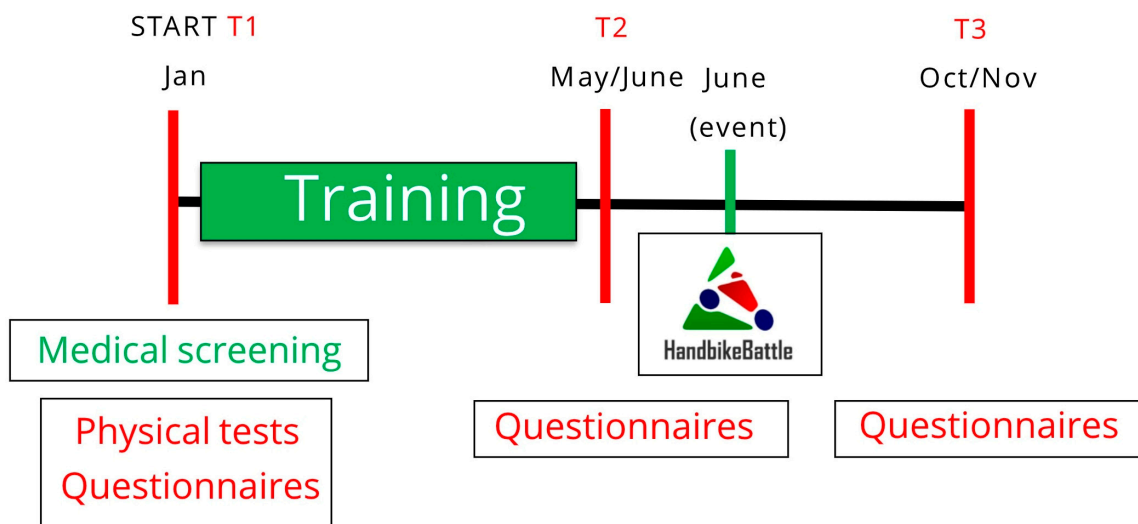 START T1
T2
T3
Jan
May/June
June
(event)
Oct/Nov
Training
HandbikeBattle
Medical screening
Physical tests
Questionnaires
Questionnaires
Questionnaires